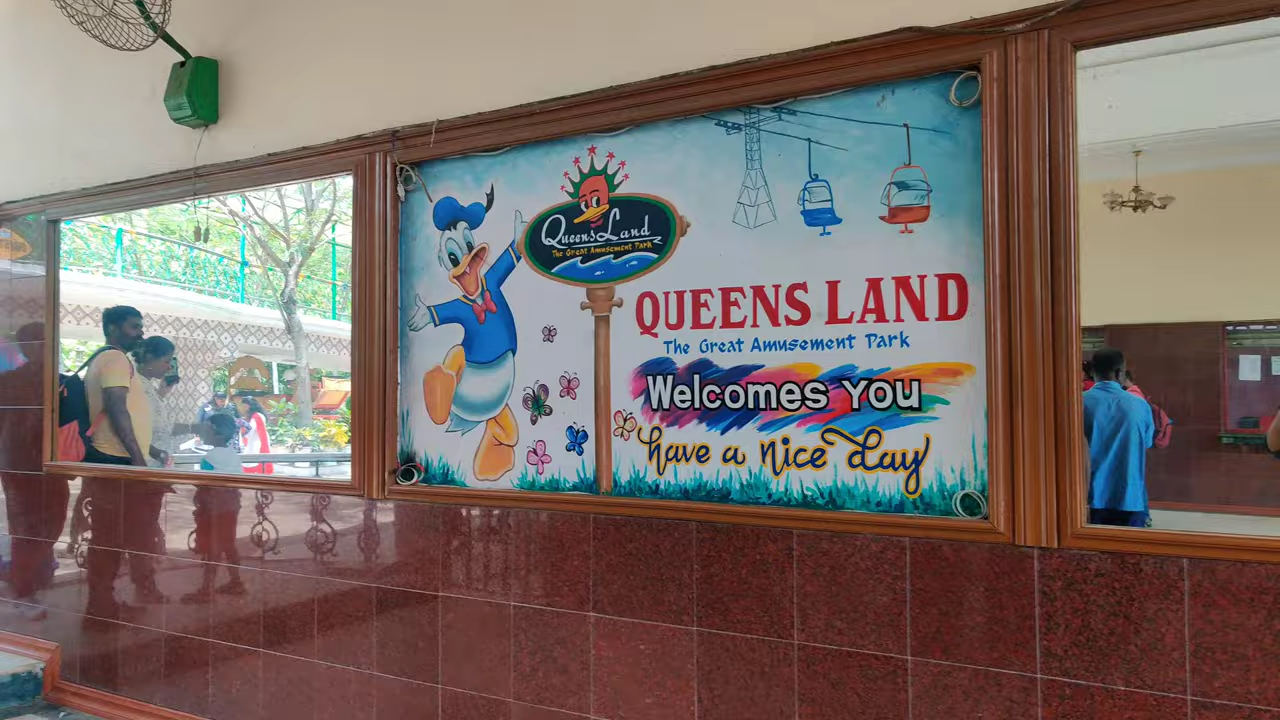 Queens Land
The Great Amusement Park
QUEENS LAND
The Great Amusement Park
Welcomes You
have a nice day